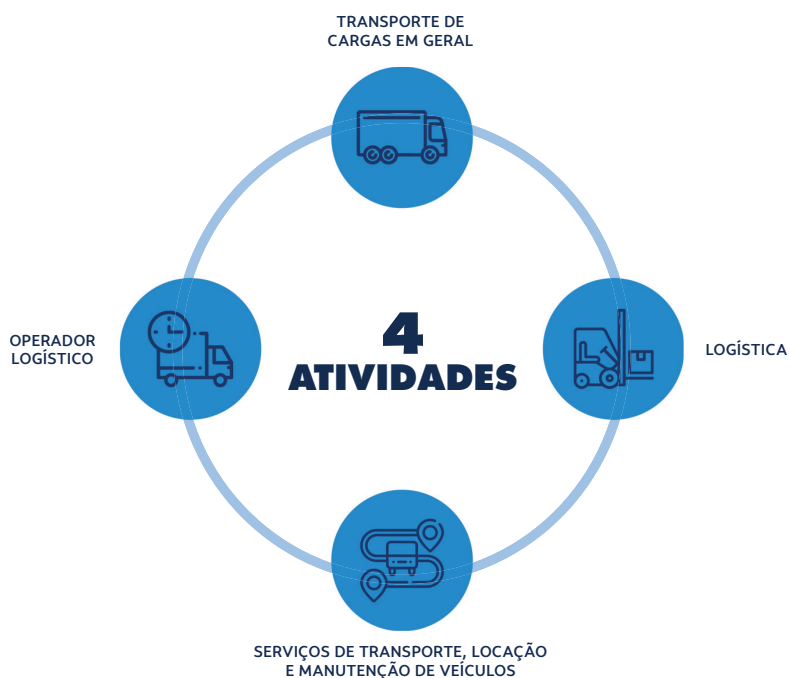 TRANSPORTE DE
CARGAS EM GERAL
OPERADOR
LOGÍSTICO
4
ATIVIDADES
LOGÍSTICA
SERVIÇOS DE TRANSPORTE, LOCAÇÃO
E MANUTENÇÃO DE VEÍCULOS